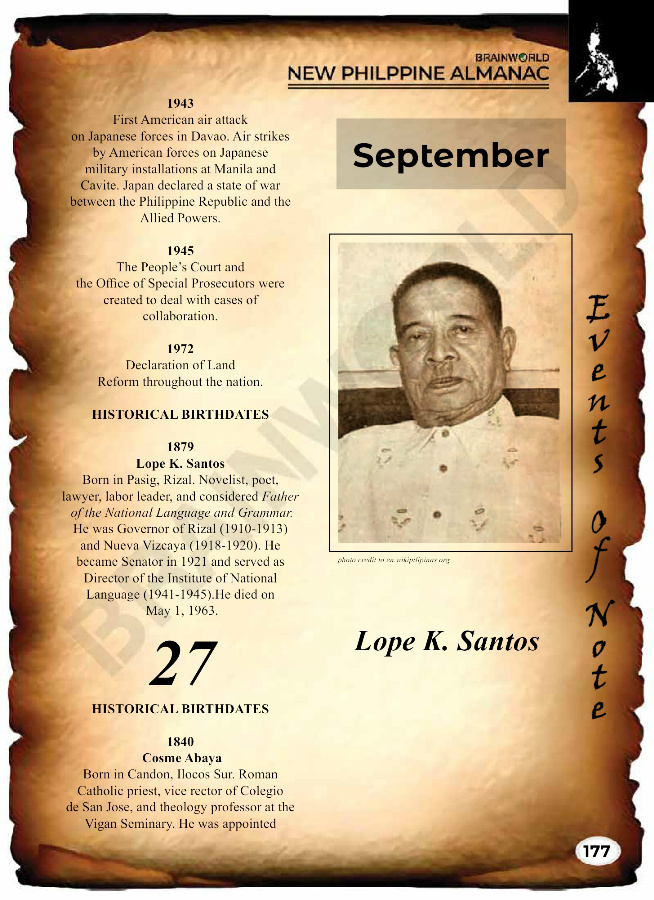 BRAINWORLD
NEW PHILPPINE ALMANAC
1943
First American air attack
on Japanese forces in Davao. Air strikes
by American forces on Japanese
military installations at Manila and
Cavite. Japan declared a state of war
between the Philippine Republic and the
Allied Powers.
1945
The People's Court and
the Office of Special Prosecutors were
created to deal with cases of
collaboration.
1972
Declaration of Land
Reform throughout the nation.
HISTORICAL BIRTHDATES
1879
Lope K. Santos
Born in Pasig, Rizal. Novelist, poet,
lawyer, labor leader, and considered Father
of the National Language and Grammar.
He was Governor of Rizal (1910-1913)
and Nueva Vizcaya (1918-1920). He
became Senator in 1921 and served as
Director of the Institute of National
Language (1941-1945).He died on
May 1, 1963.
27
HISTORICAL BIRTHDATES
1840
Cosme Abaya
Born in Candon, Ilocos Sur. Roman
Catholic priest, vice rector of Colegio
de San Jose, and theology professor at the
Vigan Seminary. He was appointed
September
photo credit to en.wikipilipinas.org
Lope K. Santos
Events of Note
177
BRAINWORLD